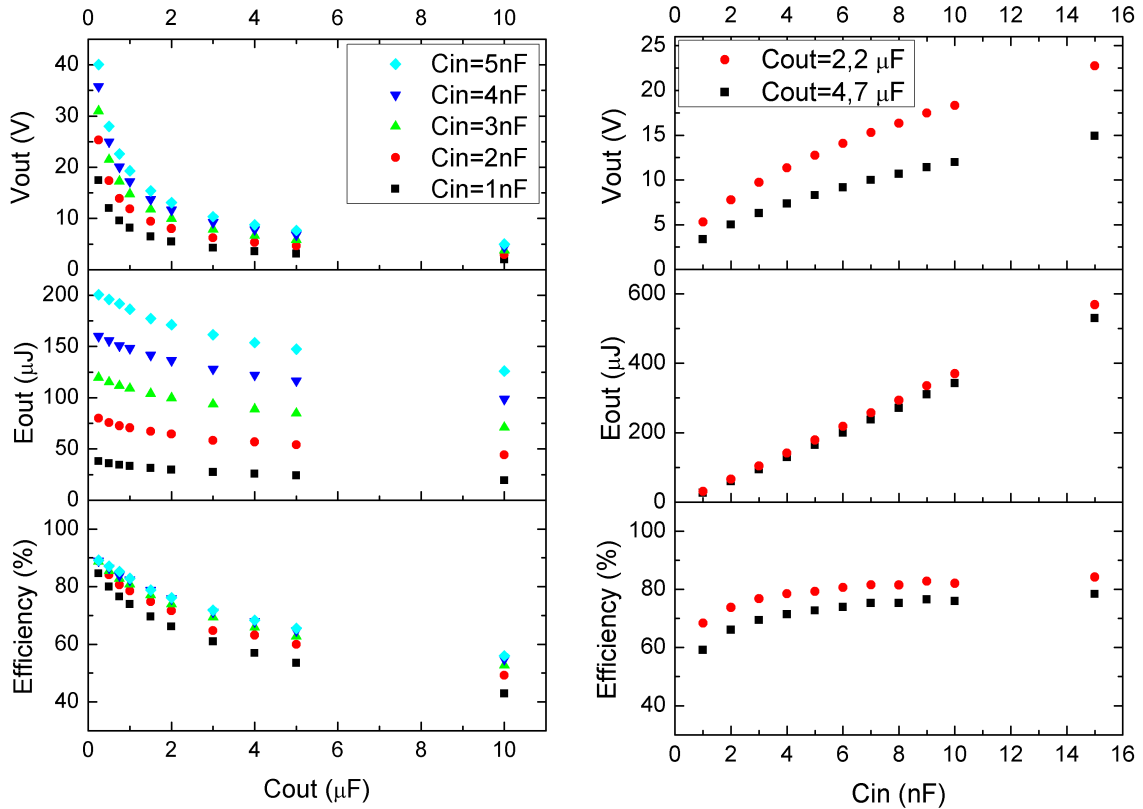 0 2 4 6 8 10
40
30
20
10
0
Vout (V)
Cin=5nF
Cin=4nF
Cin=3nF
Cin=2nF
Cin=1nF
200
150
100
50
0
Eout (μJ)
100
80
60
40
Efficiency (%)
0 2 4 6 8 10
Cout (μF)
0 2 4 6 8 10 12 14 16
25
20
15
10
5
0
Vout (V)
Cout=2,2 μF
Cout=4,7 μF
600
400
200
0
Eout (μJ)
100
80
60
40
Efficiency (%)
0 2 4 6 8 10 12 14 16
Cin (nF)